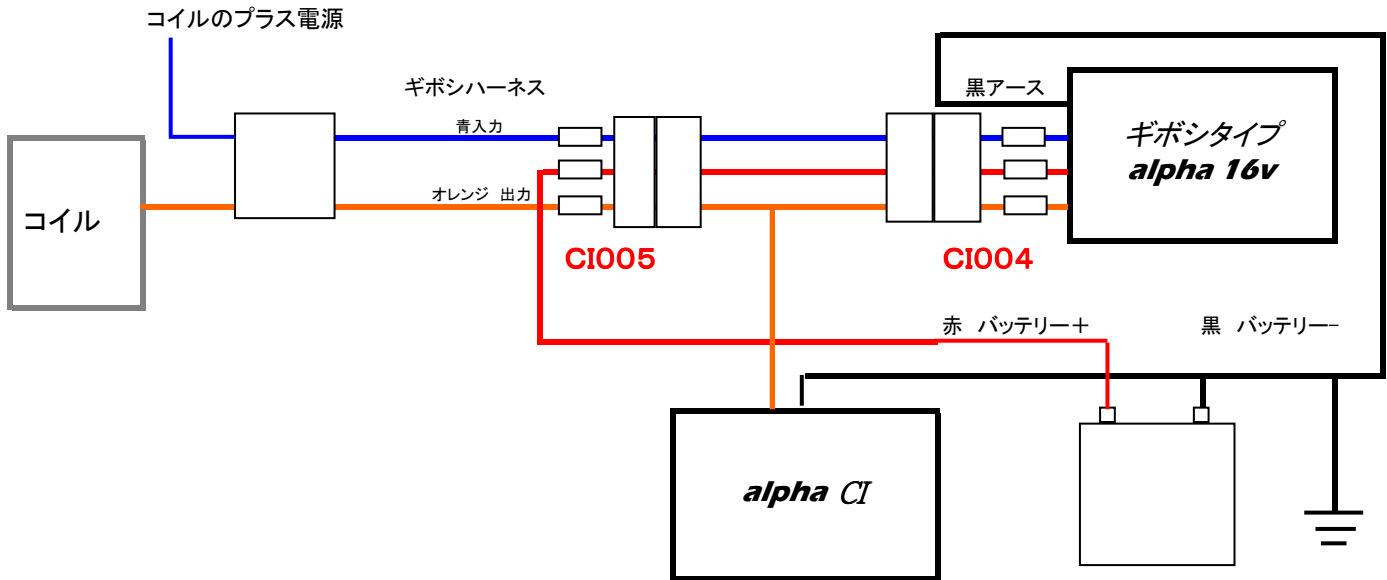 コイルのプラス電源
ギボシハーネス
黒アース
青入力
ギボシタイプ
alpha 16v
オレンジ 出力
コイル
CI005
CI004
赤 バッテリー+
黒 バッテリー-
alpha CI